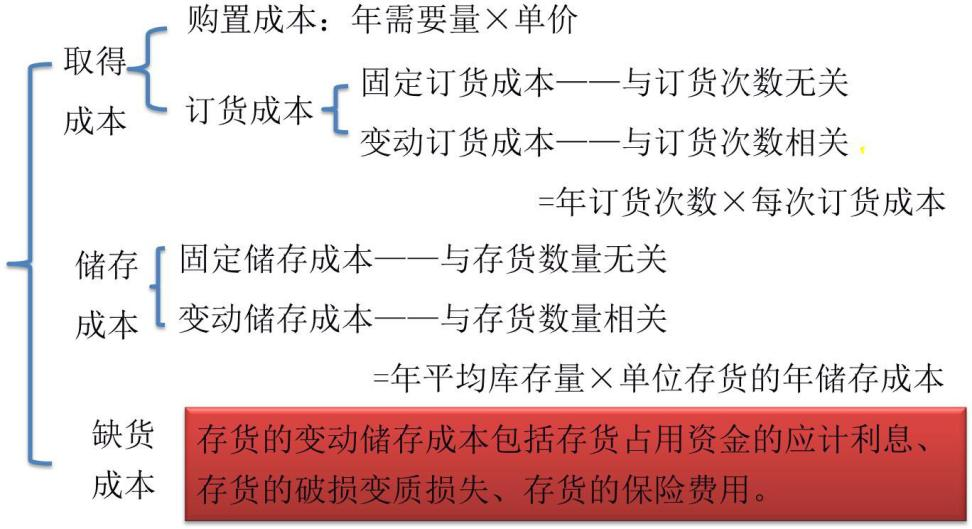 购置成本：年需要量×单价
取得
成本
订货成本
固定订货成本——与订货次数无关
变动订货成本——与订货次数相关
=年订货次数×每次订货成本
储存
成本
固定储存成本——与存货数量无关
变动储存成本——与存货数量相关
=年平均库存量×单位存货的年储存成本
缺货
成本
存货的变动储存成本包括存货占用资金的应计利息、
存货的破损变质损失、存货的保险费用。